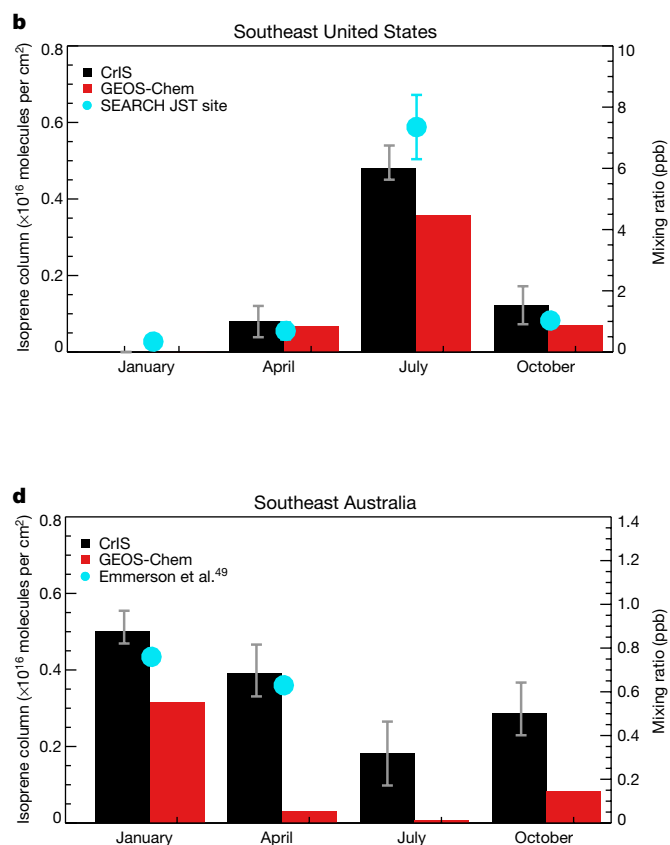 b
Southeast United States
0.8
0.6
0.4
0.2
0
Isoprene column (×10¹⁶ molecules per cm²)
CrIS
GEOS-Chem
SEARCH JST site
10
8
6
4
2
0
Mixing ratio (ppb)
January April July October
d
Southeast Australia
0.8
0.6
0.4
0.2
0
Isoprene column (×10¹⁶ molecules per cm²)
CrIS
GEOS-Chem
Emmerson et al.⁴⁹
1.4
1.2
1.0
0.8
0.6
0.4
0.2
0
Mixing ratio (ppb)
January April July October